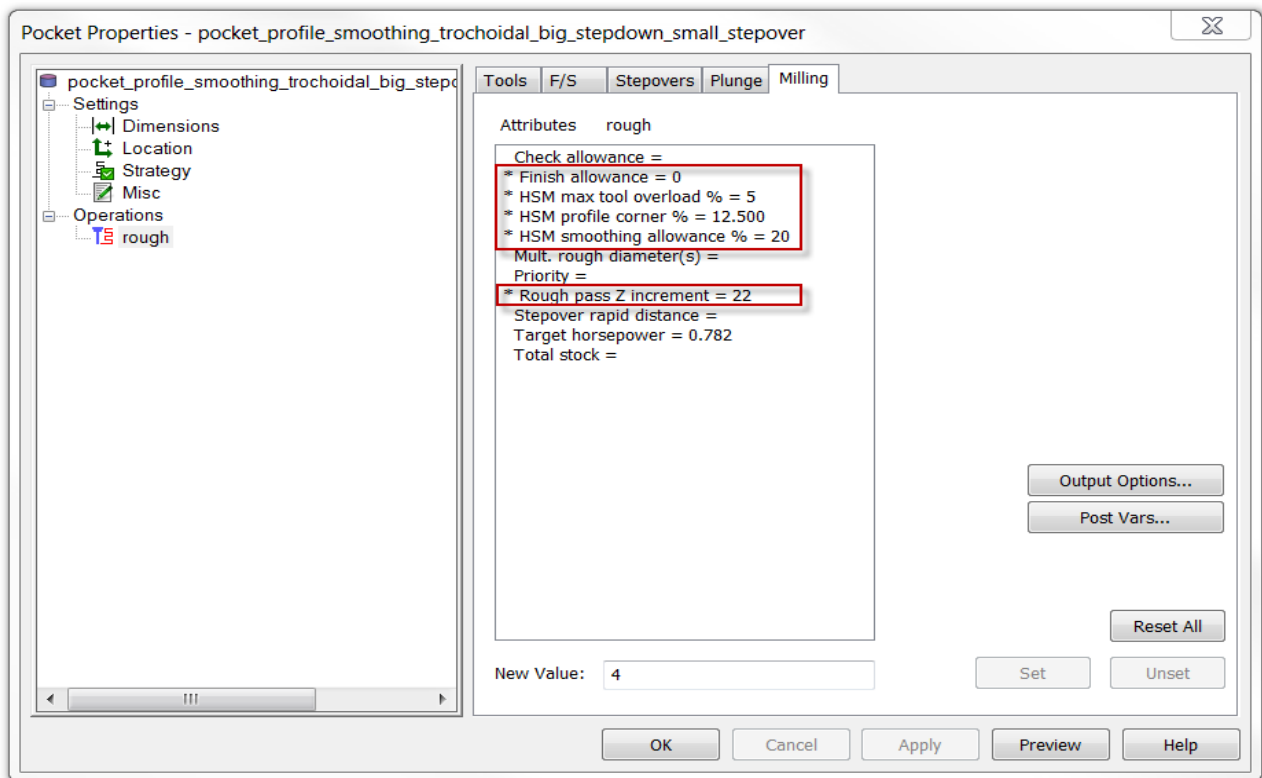 Pocket Properties - pocket_profile_smoothing_trochoidal_big_stepdown_small_stepover
pocket_profile_smoothing_trochoidal_big_stepd
Settings
Dimensions
Location
Strategy
Misc
Operations
rough
Tools F/S Stepovers Plunge Milling
Attributes rough
Check allowance =
* Finish allowance = 0
* HSM max tool overload % = 5
* HSM profile corner % = 12.500
* HSM smoothing allowance % = 20
Mult. rough diameter(s) =
Priority =
* Rough pass Z increment = 22
Stepover rapid distance =
Target horsepower = 0.782
Total stock =
Output Options...
Post Vars...
Reset All
New Value: 4 Set Unset
OK Cancel Apply Preview Help